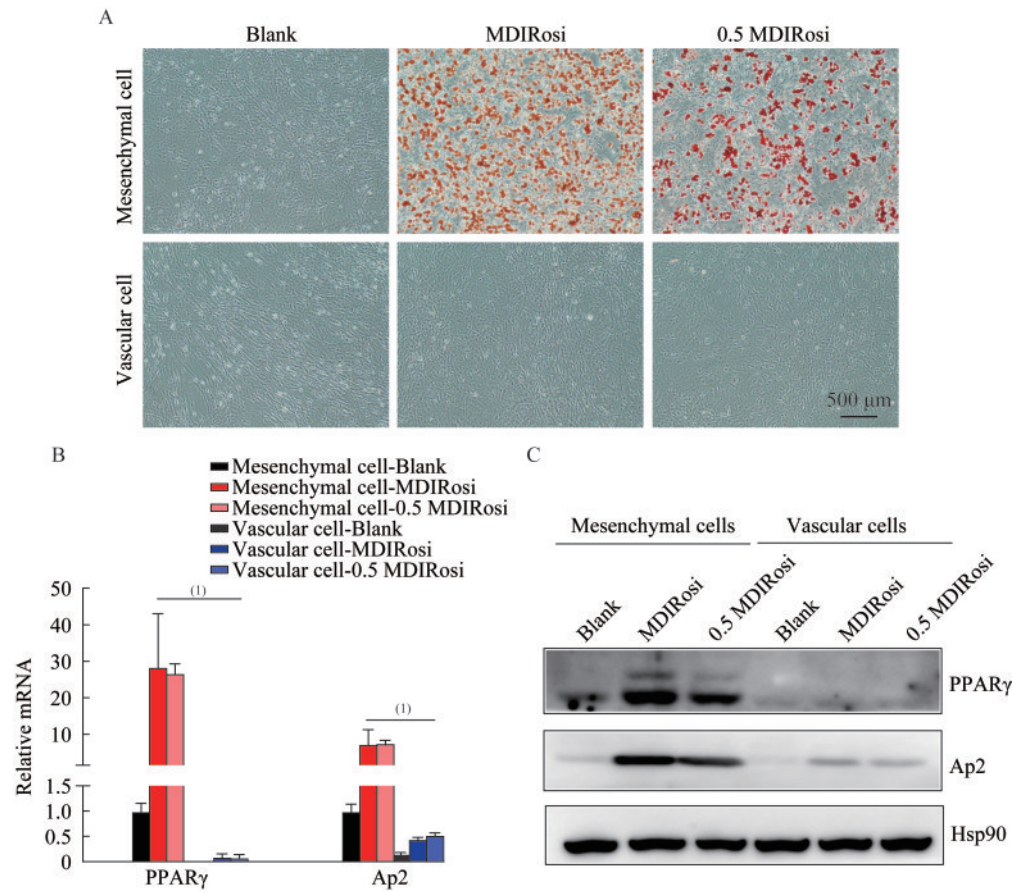 A
Blank
MDIRosi
0.5 MDIRosi
Mesenchymal cell
Vascular cell
500 μm
B
Mesenchymal cell-Blank
Mesenchymal cell-MDIRosi
Mesenchymal cell-0.5 MDIRosi
Vascular cell-Blank
Vascular cell-MDIRosi
Vascular cell-0.5 MDIRosi
Relative mRNA
50
40
30
20
10
1.5
1.0
0.5
0
(1)
(1)
PPARγ
Ap2
C
Mesenchymal cells
Vascular cells
Blank
MDIRosi
0.5 MDIRosi
Blank
MDIRosi
0.5 MDIRosi
PPARγ
Ap2
Hsp90